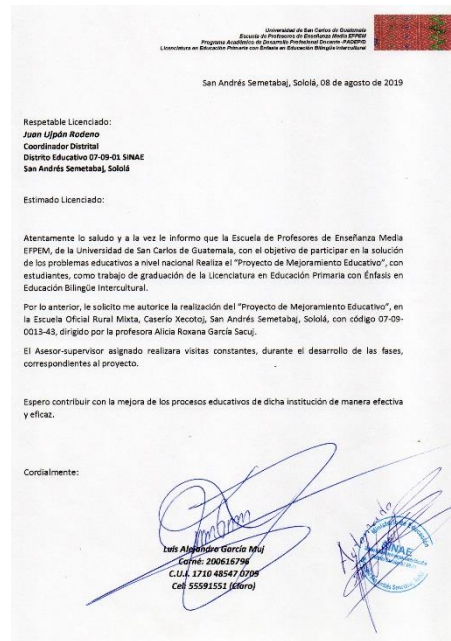 Universidad de San Carlos de Guatemala
Escuela de Profesores de Enseñanza Media EFPEM
Programa Académico de Desarrollo Profesional Docente -PADEP/D
Licenciatura en Educación Primaria con Énfasis en Educación Bilingüe Intercultural
San Andrés Semetabaj, Sololá, 08 de agosto de 2019
Respetable Licenciado:
Juan Ujpán Rodeno
Coordinador Distrital
Distrito Educativo 07-09-01 SINAE
San Andrés Semetabaj, Sololá
Estimado Licenciado:
Atentamente lo saludo y a la vez le informo que la Escuela de Profesores de Enseñanza Media
EFPEM, de la Universidad de San Carlos de Guatemala, con el objetivo de participar en la solución
de los problemas educativos a nivel nacional Realiza el "Proyecto de Mejoramiento Educativo", con
estudiantes, como trabajo de graduación de la Licenciatura en Educación Primaria con Énfasis en
Educación Bilingüe Intercultural.
Por lo anterior, le solicito me autorice la realización del "Proyecto de Mejoramiento Educativo", en
la Escuela Oficial Rural Mixta, Caserío Xecotoj, San Andrés Semetabaj, Sololá, con código 07-09-
0013-43, dirigido por la profesora Alicia Roxana García Sacuj.
El Asesor-supervisor asignado realizara visitas constantes, durante el desarrollo de las fases,
correspondientes al proyecto.
Espero contribuir con la mejora de los procesos educativos de dicha institución de manera efectiva
y eficaz.
Cordialmente:
Luis Alejandro García Muj
Carné: 200616796
C.U.I. 1710 48547 0709
Cel: 55591551 (Claro)
Autorizado
Ministerio de Educación
SINAE